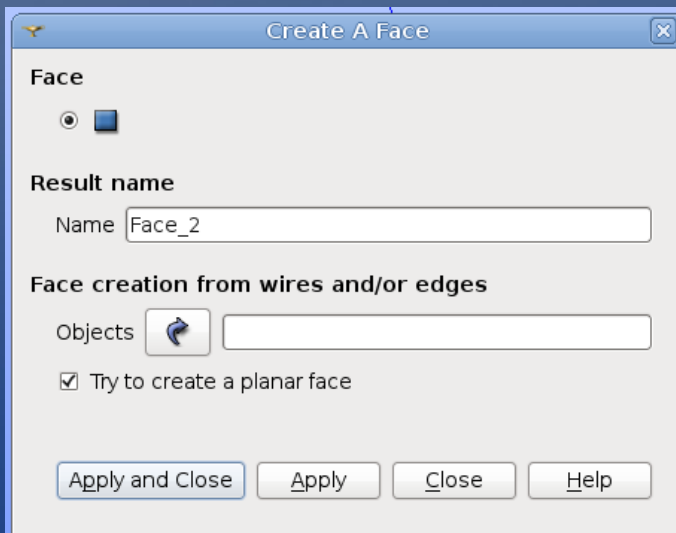 Create A Face
Face
Result name
Name Face_2
Face creation from wires and/or edges
Objects
Try to create a planar face
Apply and Close Apply Close Help